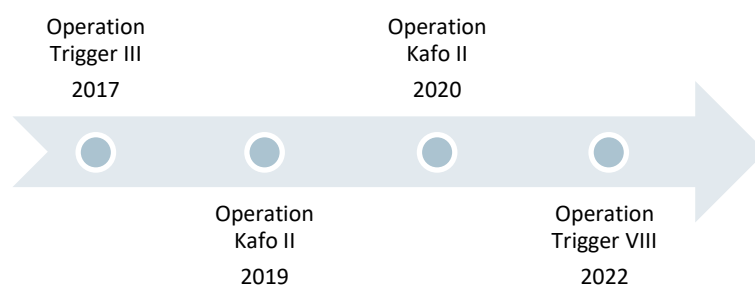 Operation
Trigger III
2017
Operation
Kafo II
2019
Operation
Kafo II
2020
Operation
Trigger VIII
2022